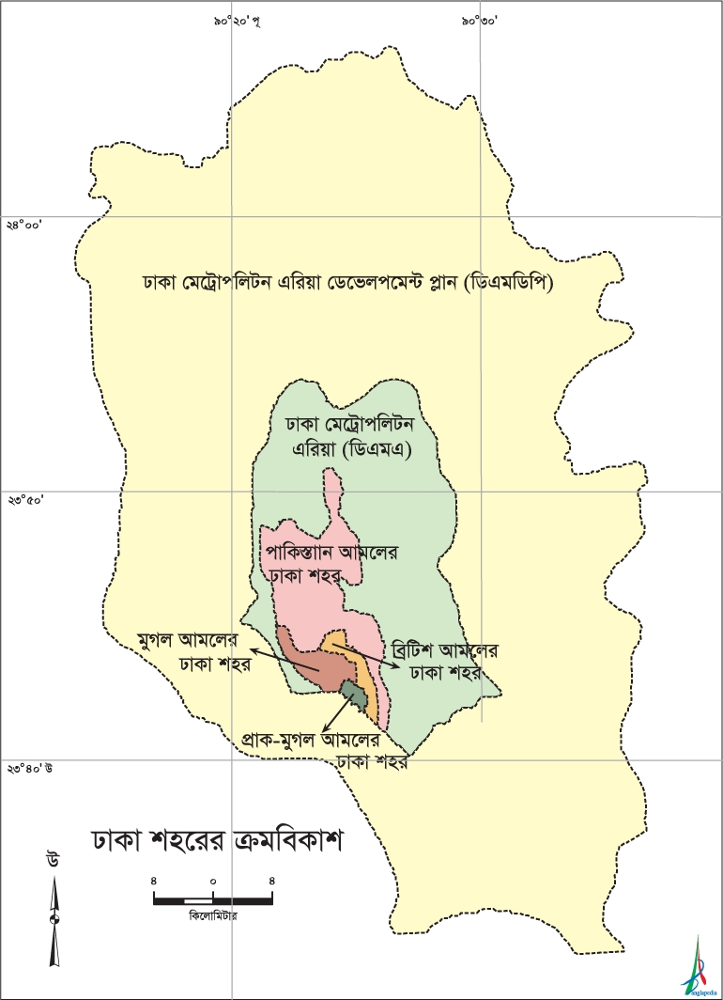 ৯০°২০' পূ
৯০°৩০'
২৪°০০'
ঢাকা মেট্রোপলিটন এরিয়া ডেভেলপমেন্ট প্লান (ডিএমডিপি)
ঢাকা মেট্রোপলিটন
এরিয়া (ডিএমএ)
২৩°৫০'
পাকিস্তাান আমলের
ঢাকা শহর
মুগল আমলের
ঢাকা শহর
ব্রিটিশ আমলের
ঢাকা শহর
প্রাক-মুগল আমলের
ঢাকা শহর
২৩°৪০' উ
ঢাকা শহরের ক্রমবিকাশ
উ
৪ ০ ৪
কিলোমিটার
Banglapedia